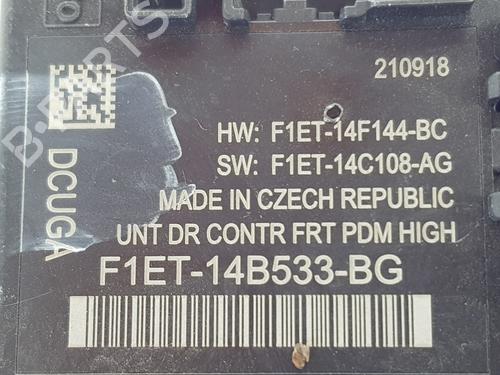 210918
HW: F1ET-14F144-BC
SW: F1ET-14C108-AG
MADE IN CZECH REPUBLIC
UNT DR CONTR FRT PDM HIGH
F1ET-14B533-BG
DCUGA
B-PARTS